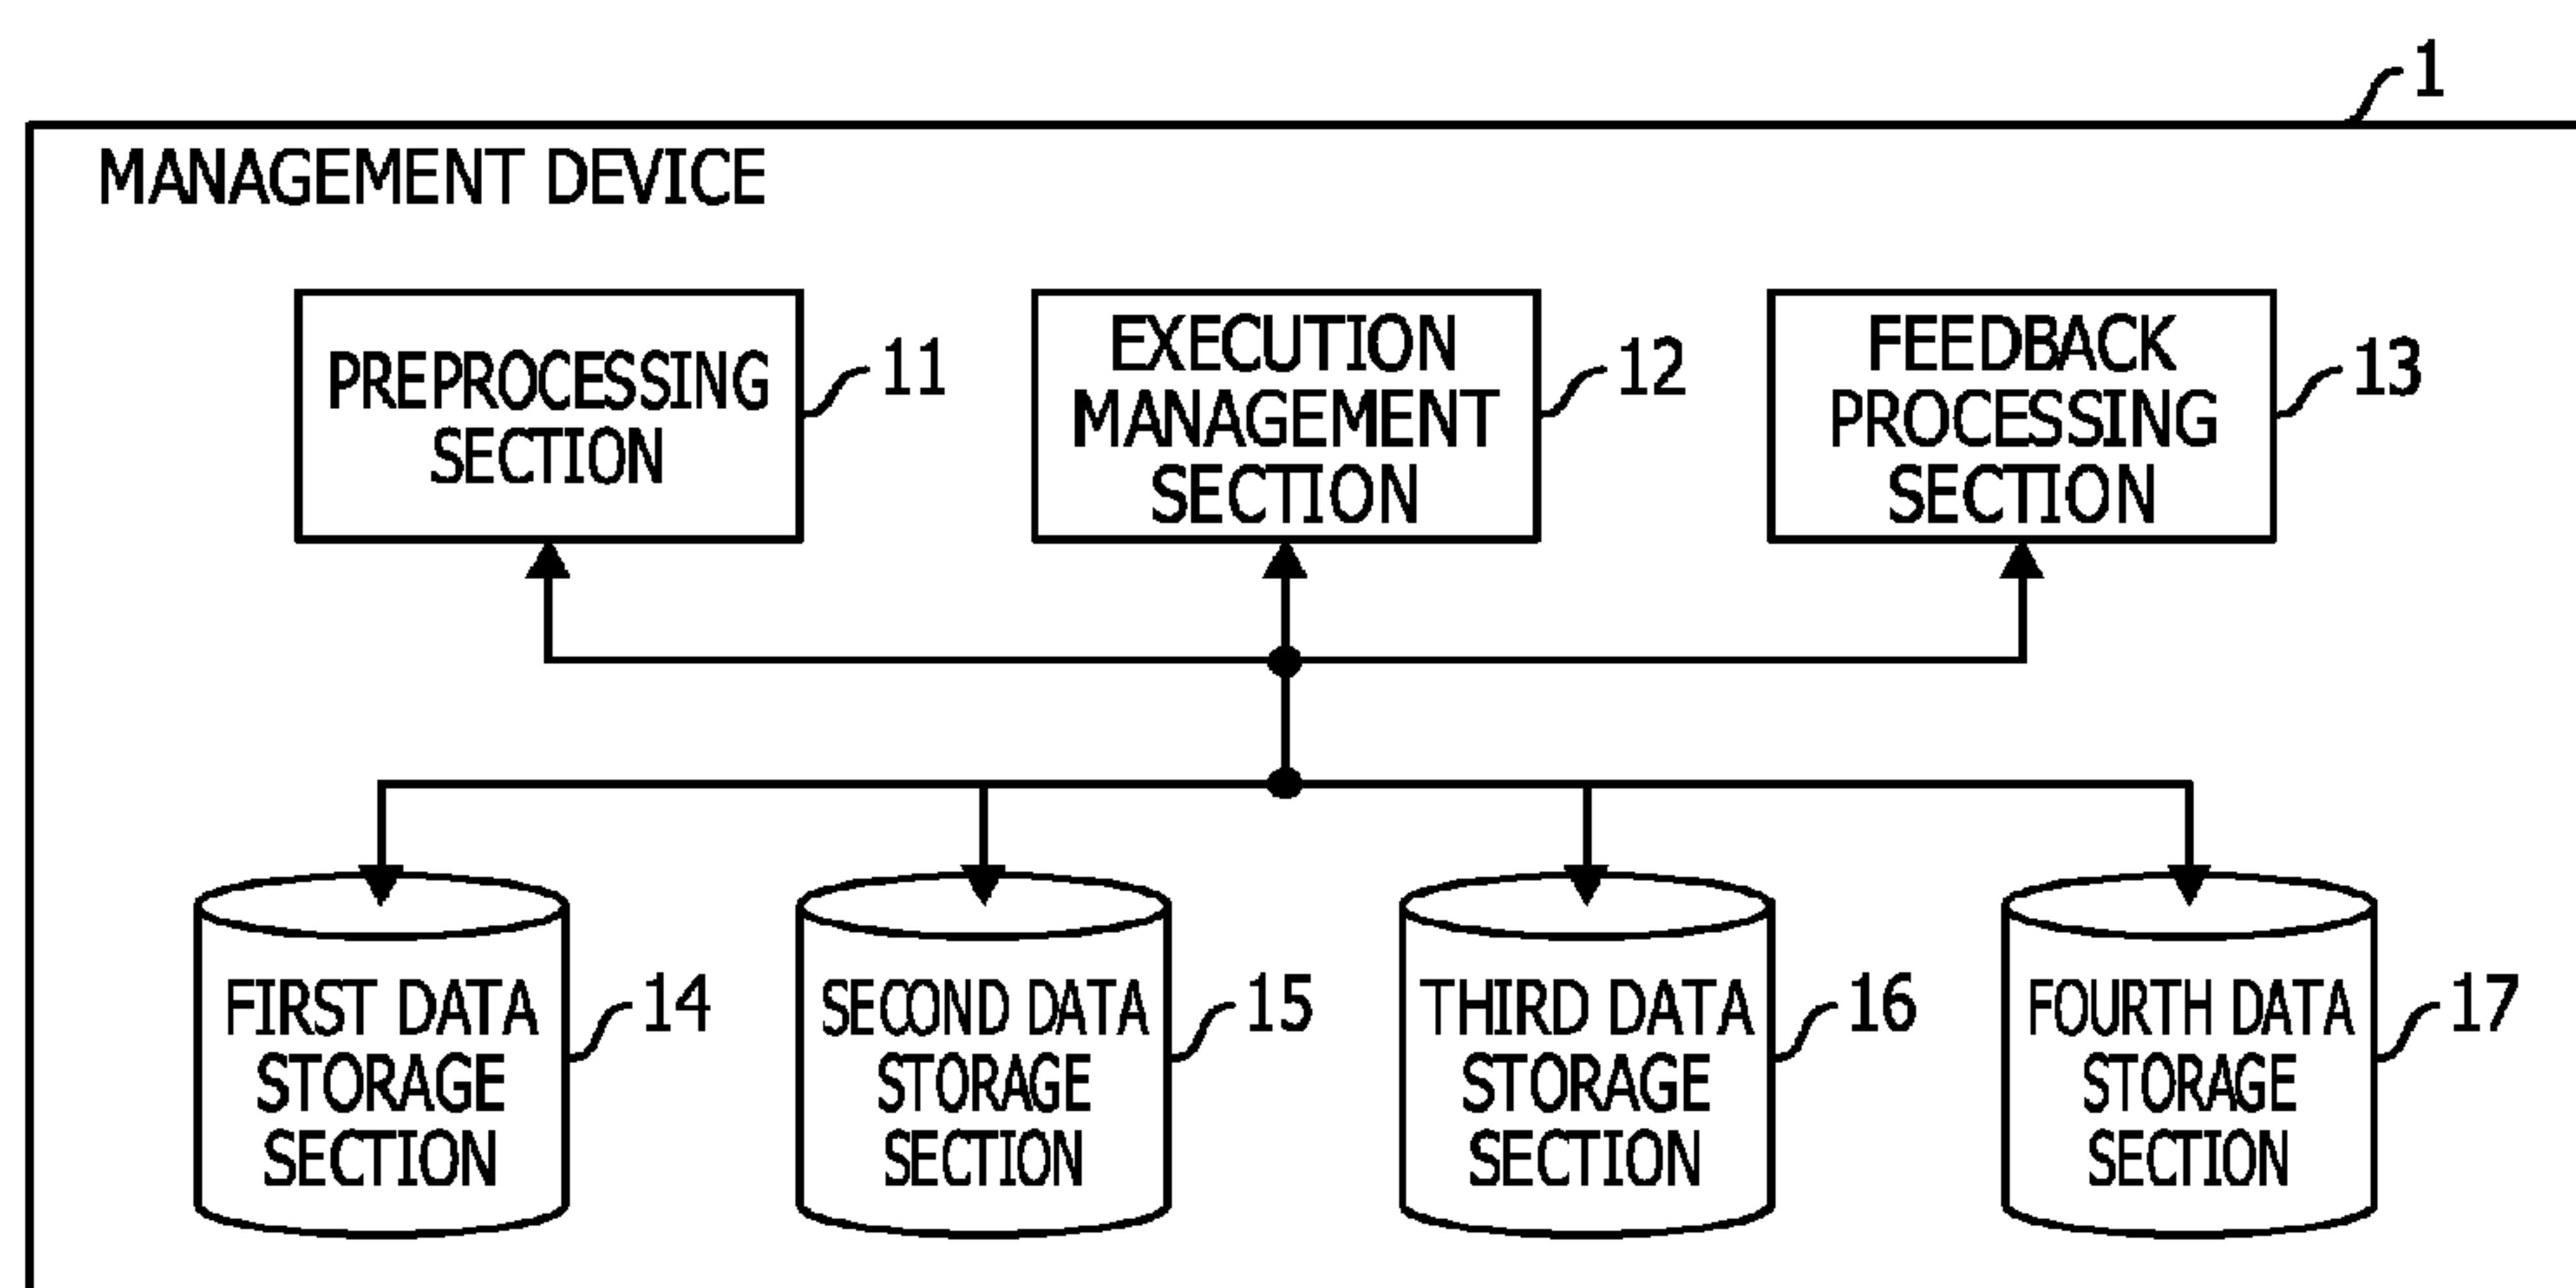 1
MANAGEMENT DEVICE
PREPROCESSING
SECTION
11
EXECUTION
MANAGEMENT
SECTION
12
FEEDBACK
PROCESSING
SECTION
13
FIRST DATA
STORAGE
SECTION
14
SECOND DATA
STORAGE
SECTION
15
THIRD DATA
STORAGE
SECTION
16
FOURTH DATA
STORAGE
SECTION
17